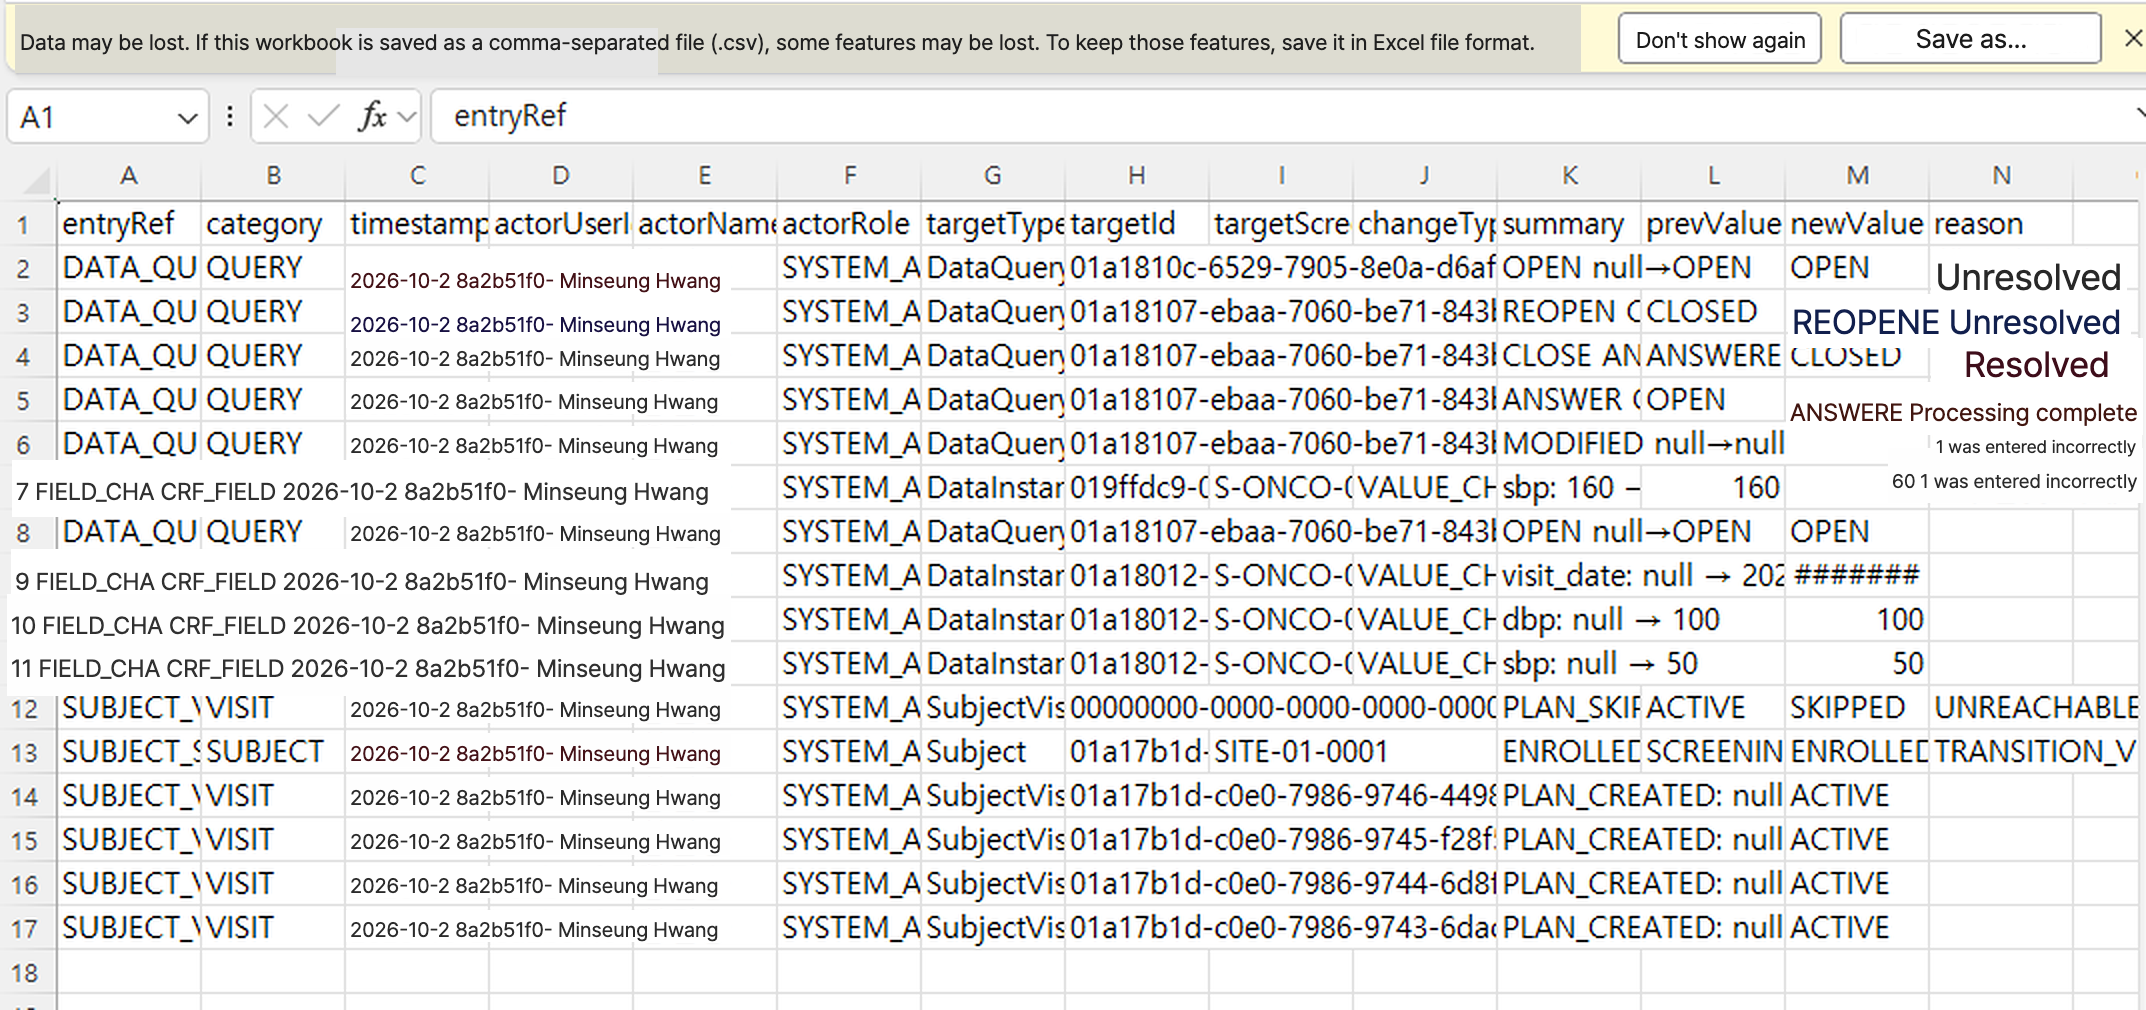 Data may be lost. If this workbook is saved as a comma-separated file (.csv), some features may be lost. To keep those features, save it in Excel file format. Don't show again Save as...
A1 fx entryRef
A B C D E F G H I J K L M N
1 entryRef category timestamp actorUserI actorName actorRole targetType targetId targetScre changeTyp summary prevValue newValue reason
2 DATA_QU QUERY 2026-10-2 8a2b51f0- Minseung Hwang SYSTEM_A DataQuery 01a1810c-6529-7905-8e0a-d6af OPEN null→OPEN OPEN Unresolved
3 DATA_QU QUERY 2026-10-2 8a2b51f0- Minseung Hwang SYSTEM_A DataQuery 01a18107-ebaa-7060-be71-843 REOPEN CLOSED REOPENE Unresolved
4 DATA_QU QUERY 2026-10-2 8a2b51f0- Minseung Hwang SYSTEM_A DataQuery 01a18107-ebaa-7060-be71-843 CLOSE AN ANSWERE CLOSED Resolved
5 DATA_QU QUERY 2026-10-2 8a2b51f0- Minseung Hwang SYSTEM_A DataQuery 01a18107-ebaa-7060-be71-843 ANSWER OPEN ANSWERE Processing complete
6 DATA_QU QUERY 2026-10-2 8a2b51f0- Minseung Hwang SYSTEM_A DataQuery 01a18107-ebaa-7060-be71-843 MODIFIED null→null 1 was entered incorrectly
7 FIELD_CHA CRF_FIELD 2026-10-2 8a2b51f0- Minseung Hwang SYSTEM_A DataInstar 019ffdc9-0 S-ONCO-0 VALUE_CH sbp: 160 – 160 60 1 was entered incorrectly
8 DATA_QU QUERY 2026-10-2 8a2b51f0- Minseung Hwang SYSTEM_A DataQuery 01a18107-ebaa-7060-be71-843 OPEN null→OPEN OPEN
9 FIELD_CHA CRF_FIELD 2026-10-2 8a2b51f0- Minseung Hwang SYSTEM_A DataInstar 01a18012- S-ONCO-0 VALUE_CH visit_date: null → 202 #######
10 FIELD_CHA CRF_FIELD 2026-10-2 8a2b51f0- Minseung Hwang SYSTEM_A DataInstar 01a18012- S-ONCO-0 VALUE_CH dbp: null → 100 100
11 FIELD_CHA CRF_FIELD 2026-10-2 8a2b51f0- Minseung Hwang SYSTEM_A DataInstar 01a18012- S-ONCO-0 VALUE_CH sbp: null → 50 50
12 SUBJECT_V VISIT 2026-10-2 8a2b51f0- Minseung Hwang SYSTEM_A SubjectVis 00000000-0000-0000-0000-0000 PLAN_SKIP ACTIVE SKIPPED UNREACHABLE
13 SUBJECT_S SUBJECT 2026-10-2 8a2b51f0- Minseung Hwang SYSTEM_A Subject 01a17b1d- SITE-01-0001 ENROLLED SCREENIN ENROLLED TRANSITION_V
14 SUBJECT_V VISIT 2026-10-2 8a2b51f0- Minseung Hwang SYSTEM_A SubjectVis 01a17b1d-c0e0-7986-9746-4498 PLAN_CREATED: null ACTIVE
15 SUBJECT_V VISIT 2026-10-2 8a2b51f0- Minseung Hwang SYSTEM_A SubjectVis 01a17b1d-c0e0-7986-9745-f28f PLAN_CREATED: null ACTIVE
16 SUBJECT_V VISIT 2026-10-2 8a2b51f0- Minseung Hwang SYSTEM_A SubjectVis 01a17b1d-c0e0-7986-9744-6d8f PLAN_CREATED: null ACTIVE
17 SUBJECT_V VISIT 2026-10-2 8a2b51f0- Minseung Hwang SYSTEM_A SubjectVis 01a17b1d-c0e0-7986-9743-6dac PLAN_CREATED: null ACTIVE
18